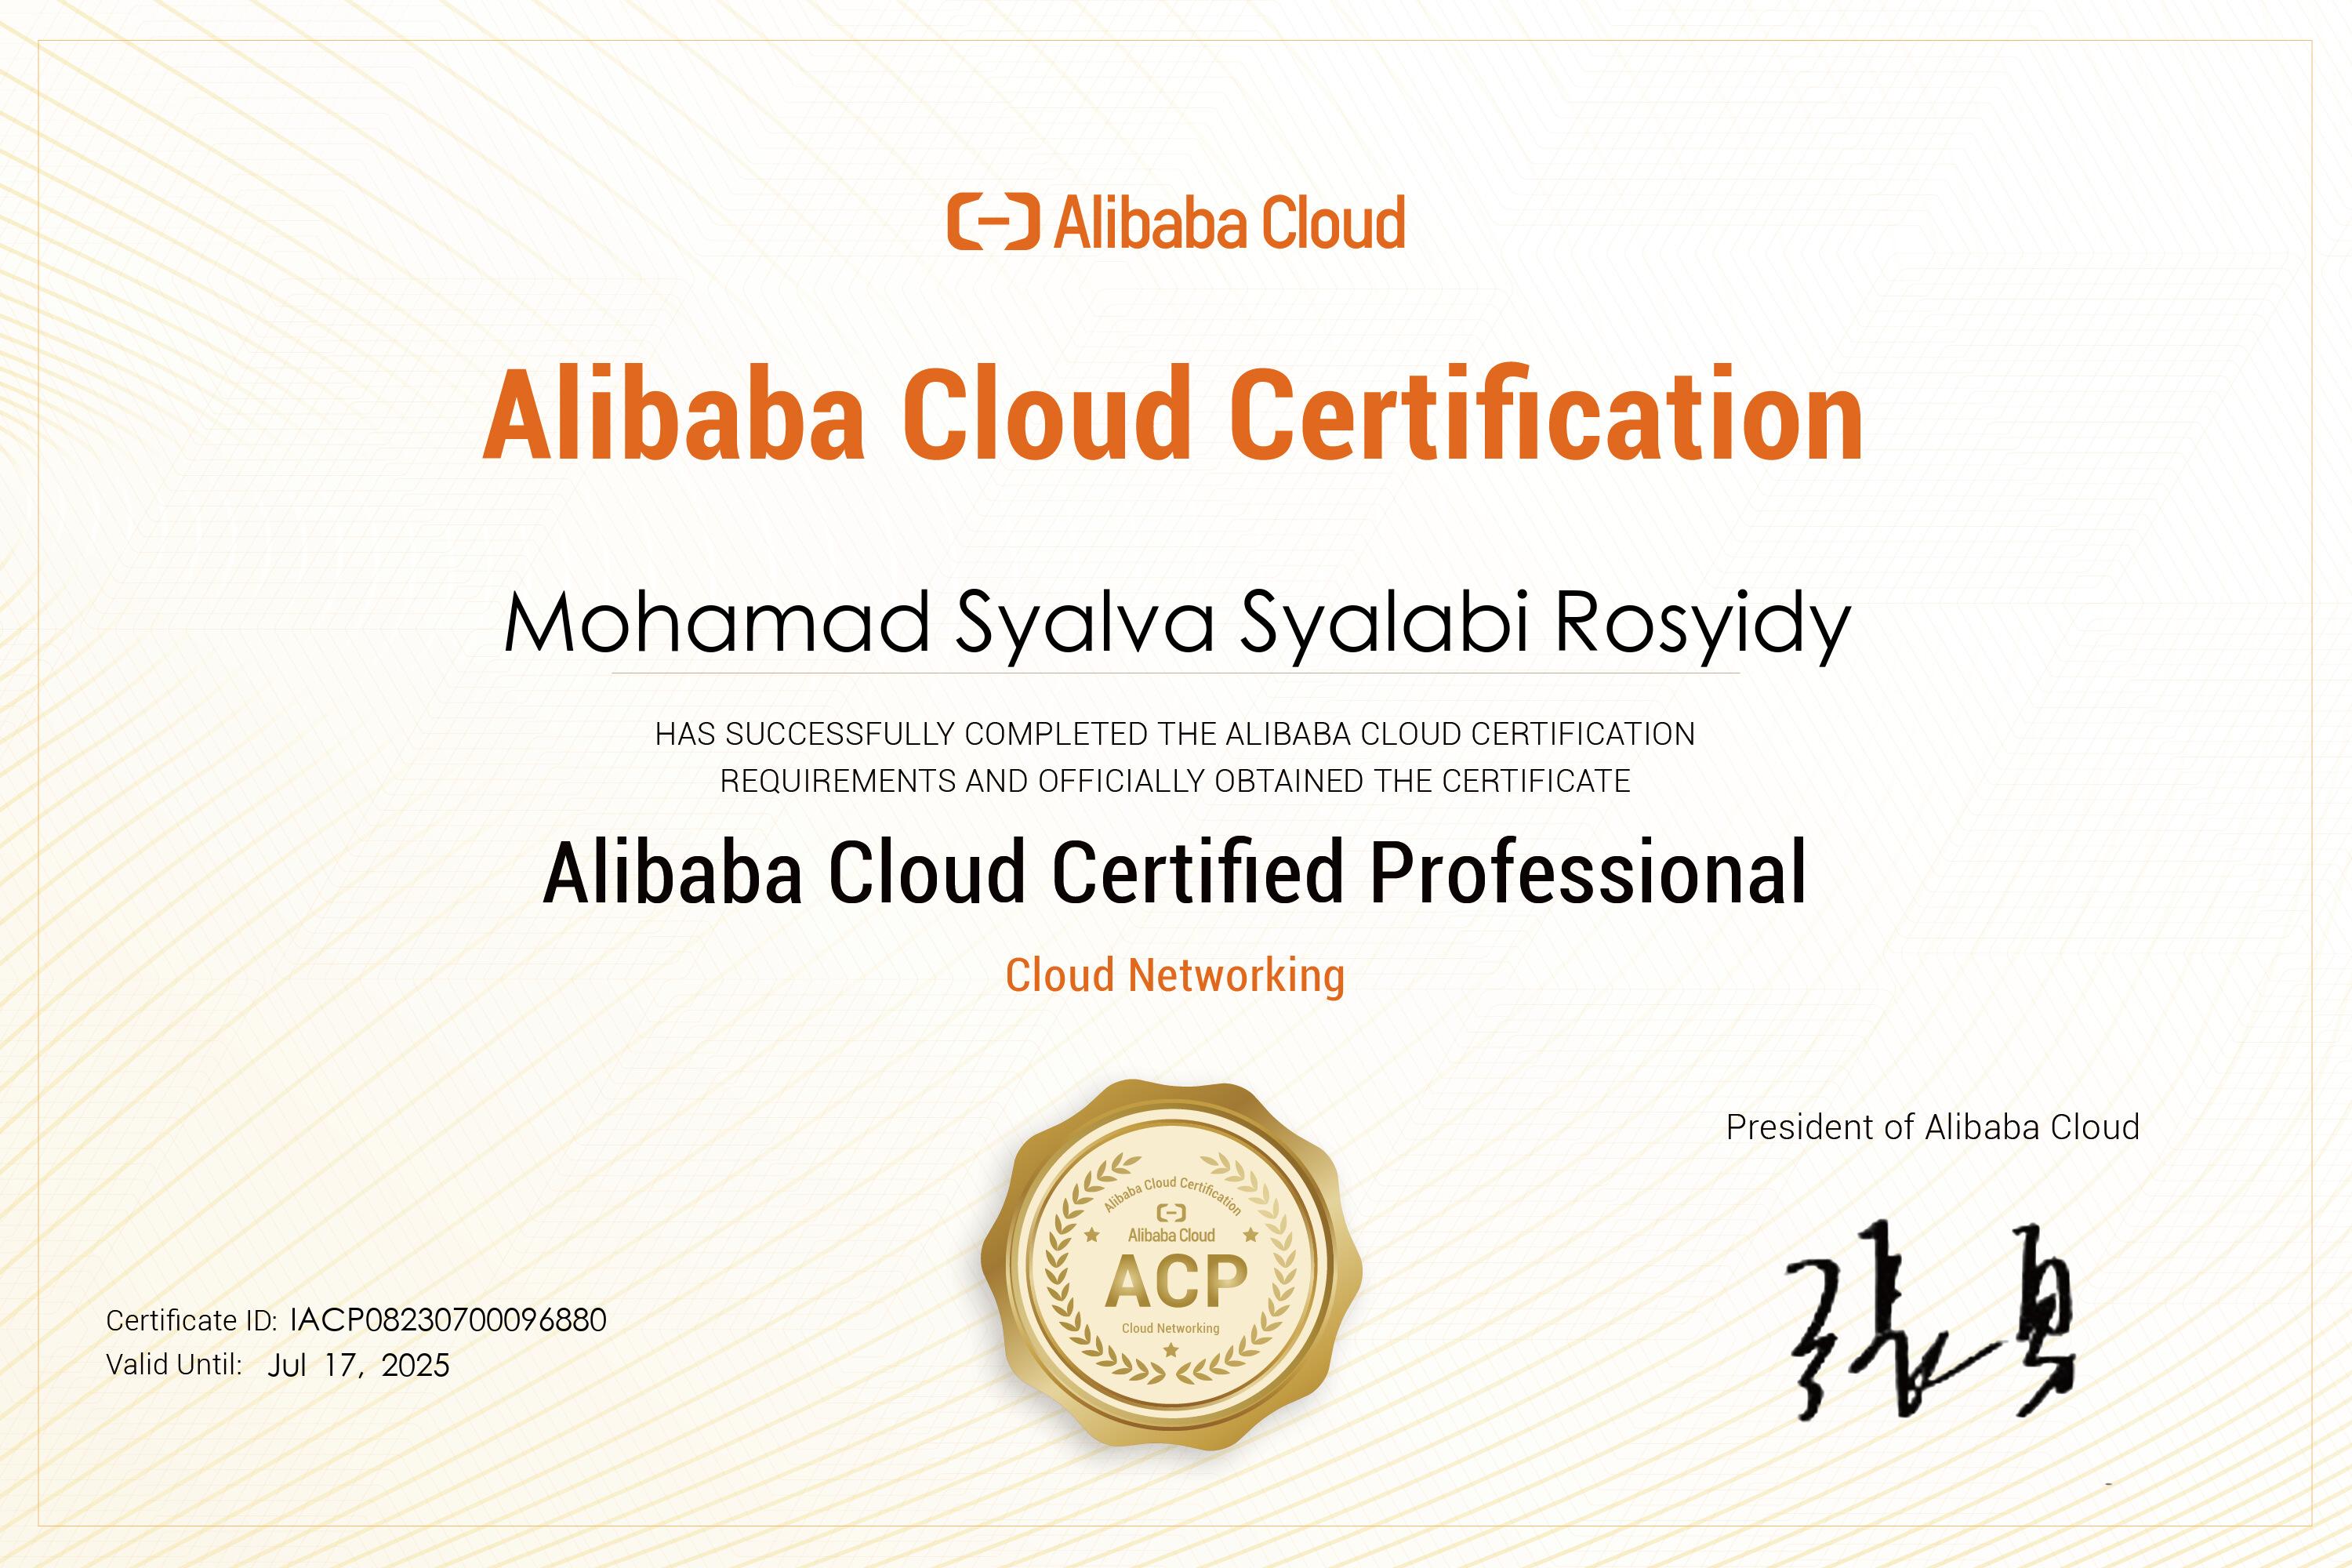 Alibaba Cloud
Alibaba Cloud Certification
Mohamad Syalva Syalabi Rosyidy
HAS SUCCESSFULLY COMPLETED THE ALIBABA CLOUD CERTIFICATION
REQUIREMENTS AND OFFICIALLY OBTAINED THE CERTIFICATE
Alibaba Cloud Certified Professional
Cloud Networking
President of Alibaba Cloud
Alibaba Cloud Certification
Alibaba Cloud
ACP
Cloud Networking
Certificate ID: IACP08230700096880
Valid Until: Jul 17, 2025